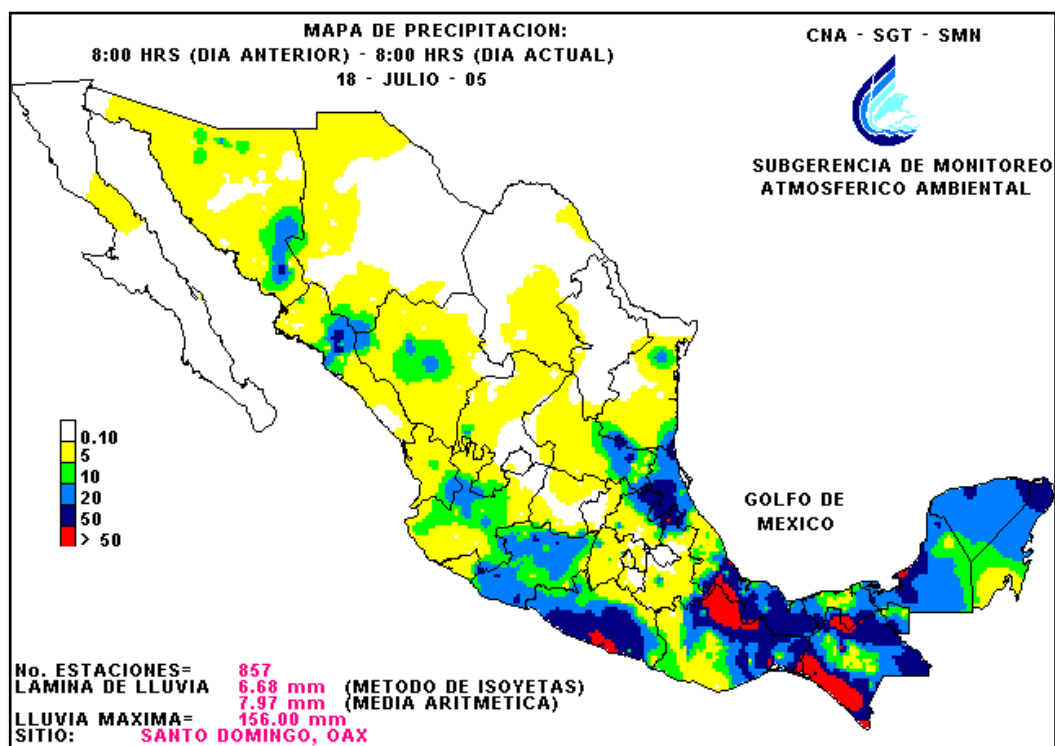 MAPA DE PRECIPITACION:
8:00 HRS (DIA ANTERIOR) - 8:00 HRS (DIA ACTUAL)
18 - JULIO - 05
CNA - SGT - SMN
SUBGERENCIA DE MONITOREO
ATMOSFERICO AMBIENTAL
0.10
5
10
20
50
> 50
GOLFO DE
MEXICO
No. ESTACIONES= 857
LAMINA DE LLUVIA 6.68 mm (METODO DE ISOYETAS)
7.97 mm (MEDIA ARITMETICA)
LLUVIA MAXIMA= 156.00 mm
SITIO: SANTO DOMINGO, OAX